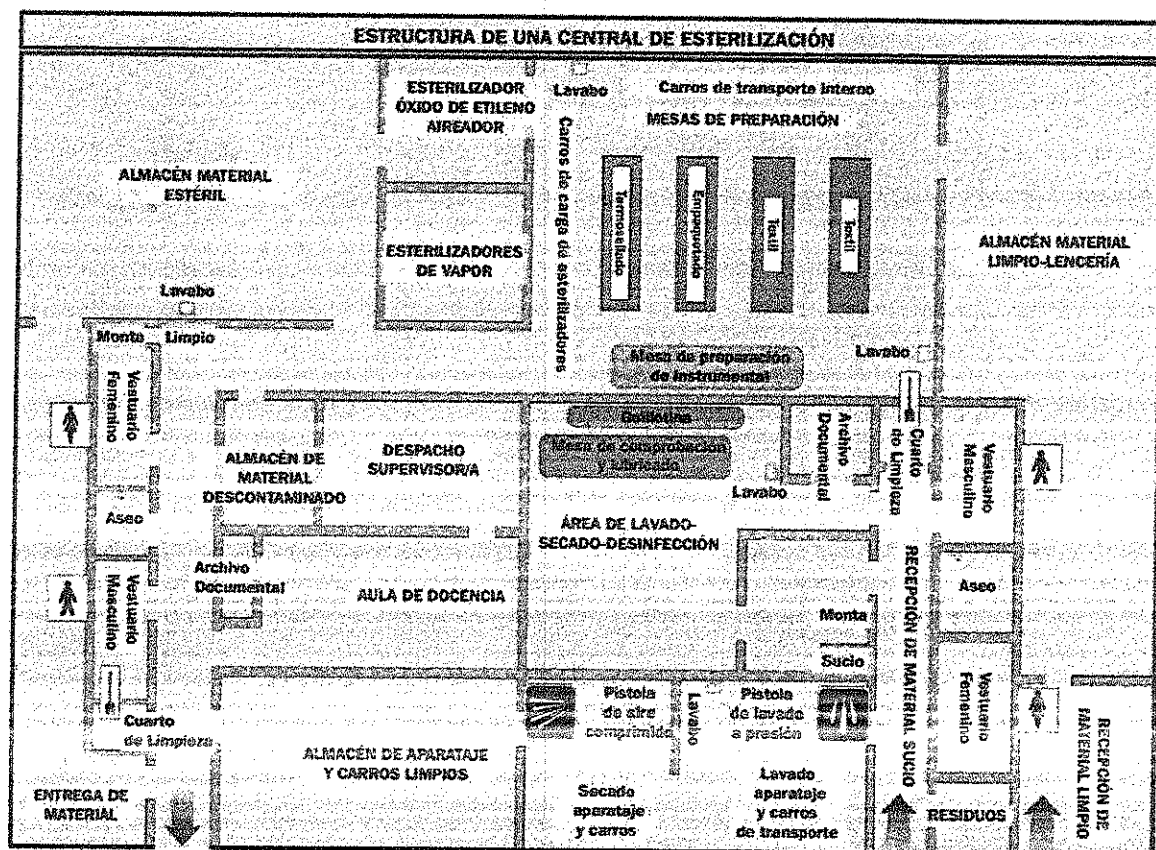 ESTRUCTURA DE UNA CENTRAL DE ESTERILIZACIÓN
ESTERILIZADOR
ÓXIDO DE ETILENO
AIREADOR
Lavabo
Carros de transporte interno
MESAS DE PREPARACIÓN
Carros de carga de esterilizadores
ALMACÉN MATERIAL
ESTÉRIL
Termosellado
Empaquetado
Textil
Textil
ESTERILIZADORES
DE VAPOR
ALMACÉN MATERIAL
LIMPIO-LENCERÍA
Lavabo
Monta Limpio
Vestuario
Femenino
Mesa de preparación
de instrumental
Lavabo
Mesa de comprobación
y lubricado
Archivo
Documental
Cuarto
de Limpieza
Vestuario
Masculino
ALMACÉN DE
MATERIAL
DESCONTAMINADO
DESPACHO
SUPERVISOR/A
Lavabo
Aseo
ÁREA DE LAVADO-
SECADO-DESINFECCIÓN
Archivo
Documental
AULA DE DOCENCIA
Vestuario
Masculino
Monta
Sucio
RECEPCIÓN DE MATERIAL SUCIO
Aseo
Vestuario
Femenino
Cuarto
de Limpieza
Pistola
de aire
comprimido
Lavabo
Pistola
de lavado
a presión
ALMACÉN DE APARATAJE
Y CARROS LIMPIOS
ENTREGA DE
MATERIAL
Secado
aparataje
y carros
Lavado
aparataje
y carros
de transporte
RESIDUOS
RECEPCIÓN DE
MATERIAL LIMPIO